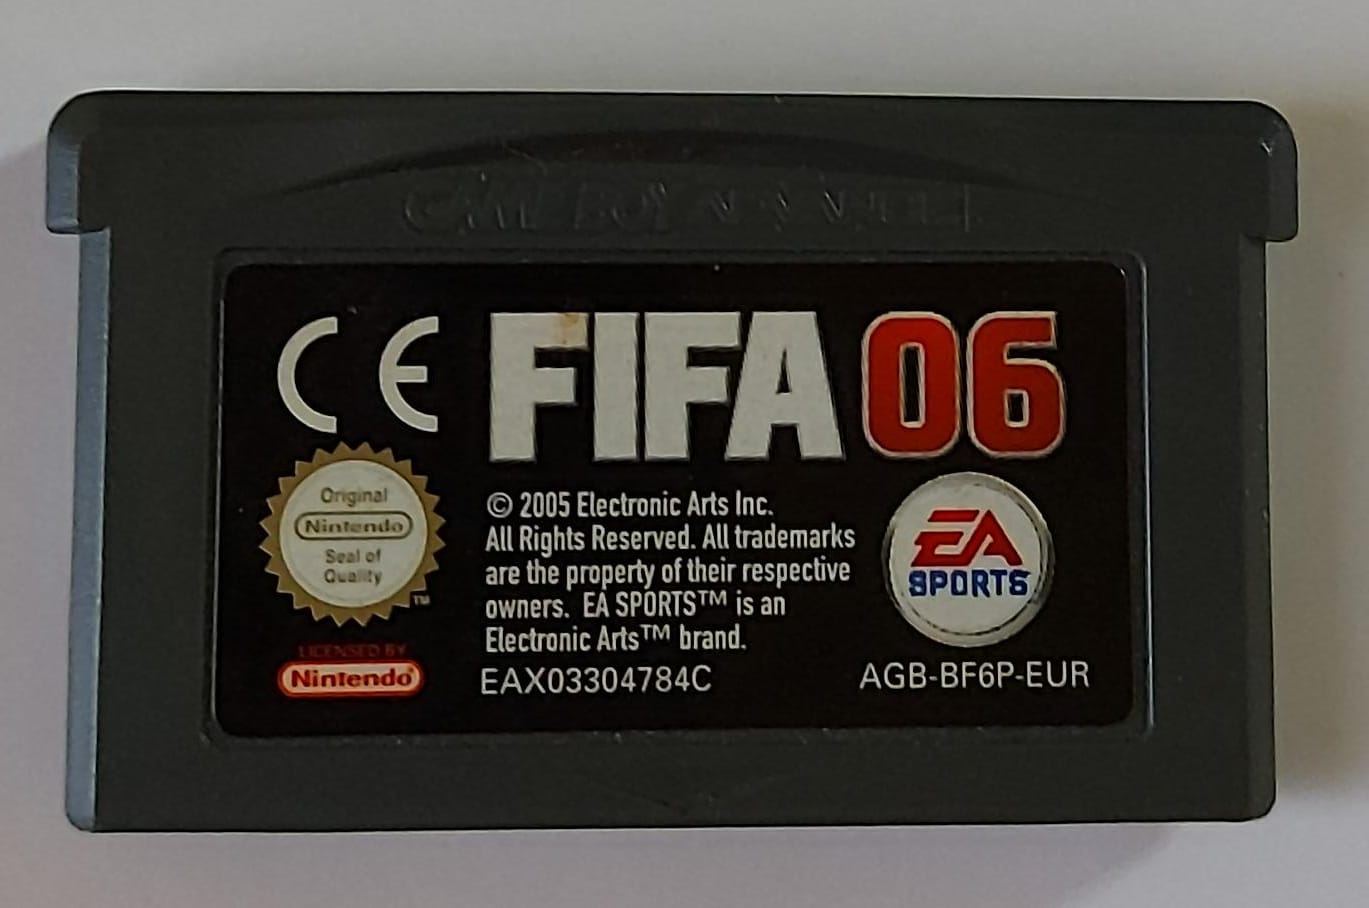 GAME BOY ADVANCE
CE
FIFA 06
Original
Nintendo
Seal of
Quality
TM
LICENSED BY
Nintendo®
© 2005 Electronic Arts Inc.
All Rights Reserved. All trademarks
are the property of their respective
owners. EA SPORTS™ is an
Electronic Arts™ brand.
EAX03304784C
EA
SPORTS
AGB-BF6P-EUR